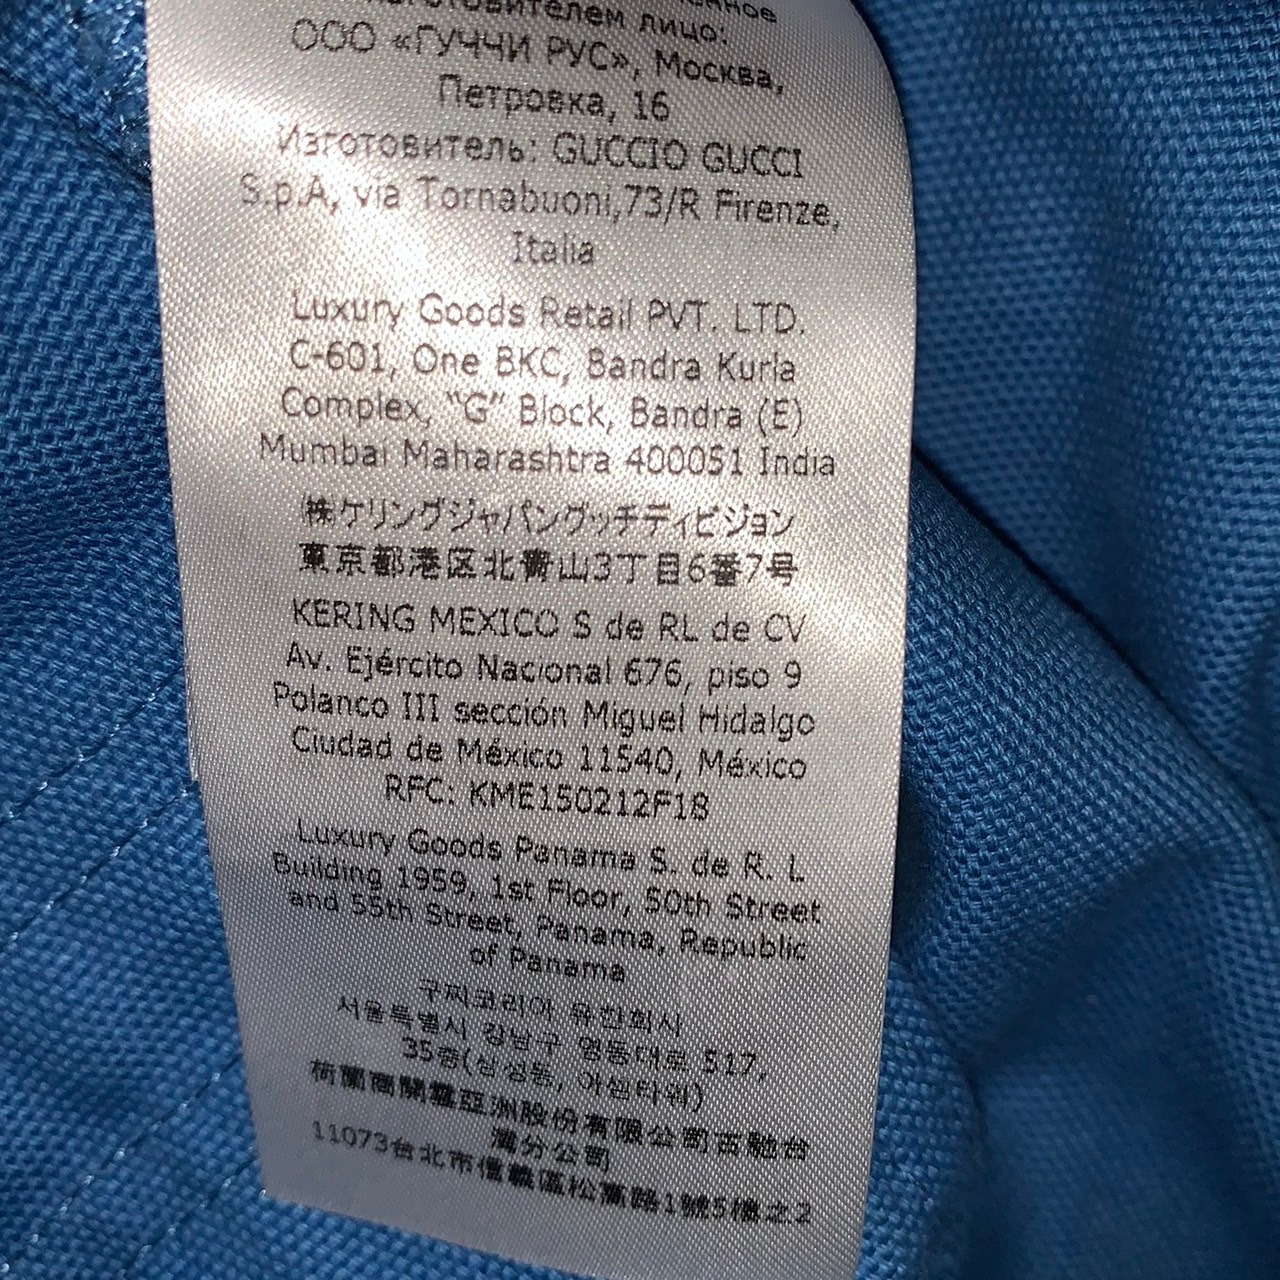 изготовителем лицо:
ООО «ГУЧЧИ РУС», Москва,
Петровка, 16
Изготовитель: GUCCIO GUCCI
S.p.A, via Tornabuoni,73/R Firenze,
Italia
Luxury Goods Retail PVT. LTD.
C-601, One BKC, Bandra Kurla
Complex, “G” Block, Bandra (E)
Mumbai Maharashtra 400051 India
㈱ケリングジャパングッチディビジョン
東京都港区北青山3丁目6番7号
KERING MEXICO S de RL de CV
Av. Ejército Nacional 676, piso 9
Polanco III sección Miguel Hidalgo
Ciudad de México 11540, México
RFC: KME150212F18
Luxury Goods Panama S. de R. L
Building 1959, 1st Floor, 50th Street
and 55th Street, Panama, Republic
of Panama
구찌코리아 유한회사
서울특별시 강남구 영동대로 517,
35층(삼성동, 아셈타워)
荷蘭商開雲亞洲股份有限公司古馳台
灣分公司
11073台北市信義區松高路1號5樓之2